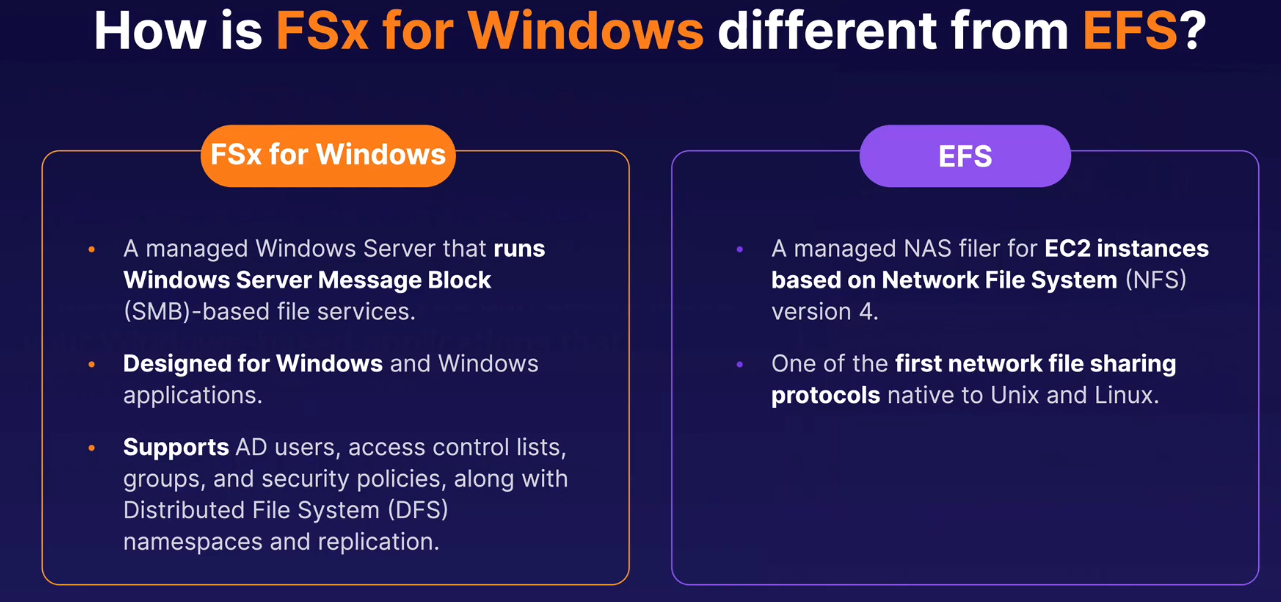 How is FSx for Windows different from EFS?
FSx for Windows
• A managed Windows Server that runs
Windows Server Message Block
(SMB)-based file services.
• Designed for Windows and Windows
applications.
• Supports AD users, access control lists,
groups, and security policies, along with
Distributed File System (DFS)
namespaces and replication.
EFS
• A managed NAS filer for EC2 instances
based on Network File System (NFS)
version 4.
• One of the first network file sharing
protocols native to Unix and Linux.